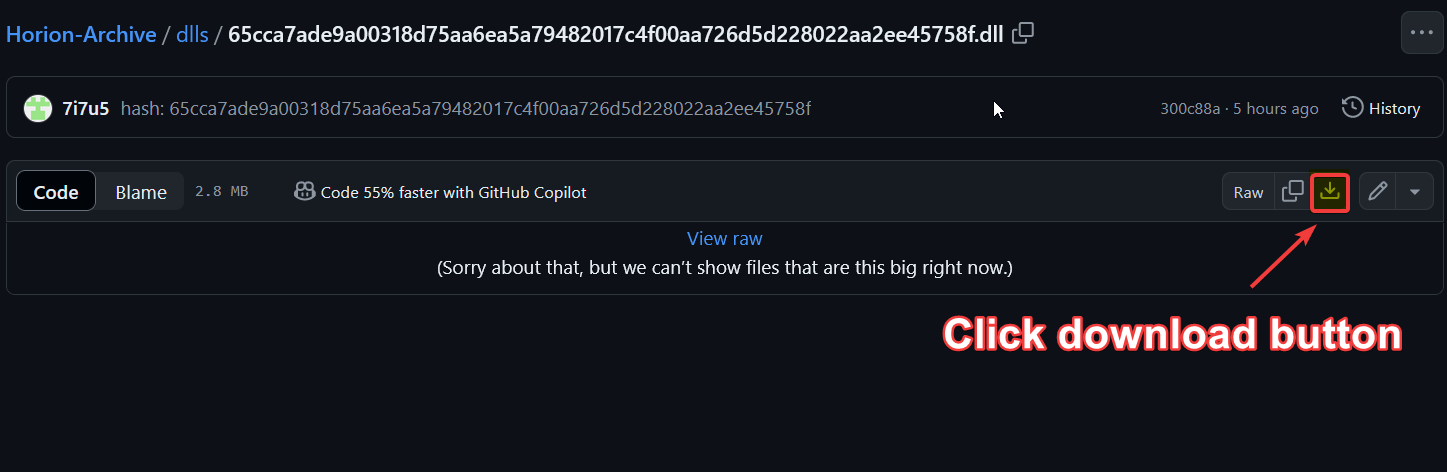 Horion-Archive / dlls / 65cca7ade9a00318d75aa6ea5a79482017c4f00aa726d5d228022aa2ee45758f.dll
7i7u5 hash: 65cca7ade9a00318d75aa6ea5a79482017c4f00aa726d5d228022aa2ee45758f 300c88a · 5 hours ago History
Code Blame 2.8 MB Code 55% faster with GitHub Copilot Raw
View raw
(Sorry about that, but we can’t show files that are this big right now.)
Click download button